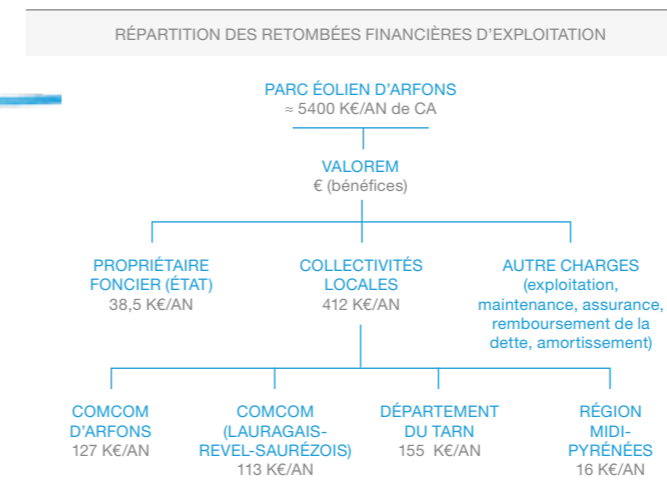 RÉPARTITION DES RETOMBÉES FINANCIÈRES D'EXPLOITATION
PARC ÉOLIEN D'ARFONS
≈ 5400 K€/AN de CA
VALOREM
€ (bénéfices)
PROPRIÉTAIRE
FONCIER (ÉTAT)
38,5 K€/AN
COLLECTIVITÉS
LOCALES
412 K€/AN
AUTRE CHARGES
(exploitation,
maintenance, assurance,
remboursement de la
dette, amortissement)
COMCOM
D'ARFONS
127 K€/AN
COMCOM
(LAURAGAIS-
REVEL-SAURÉZOIS)
113 K€/AN
DÉPARTEMENT
DU TARN
155 K€/AN
RÉGION
MIDI-
PYRÉNÉES
16 K€/AN